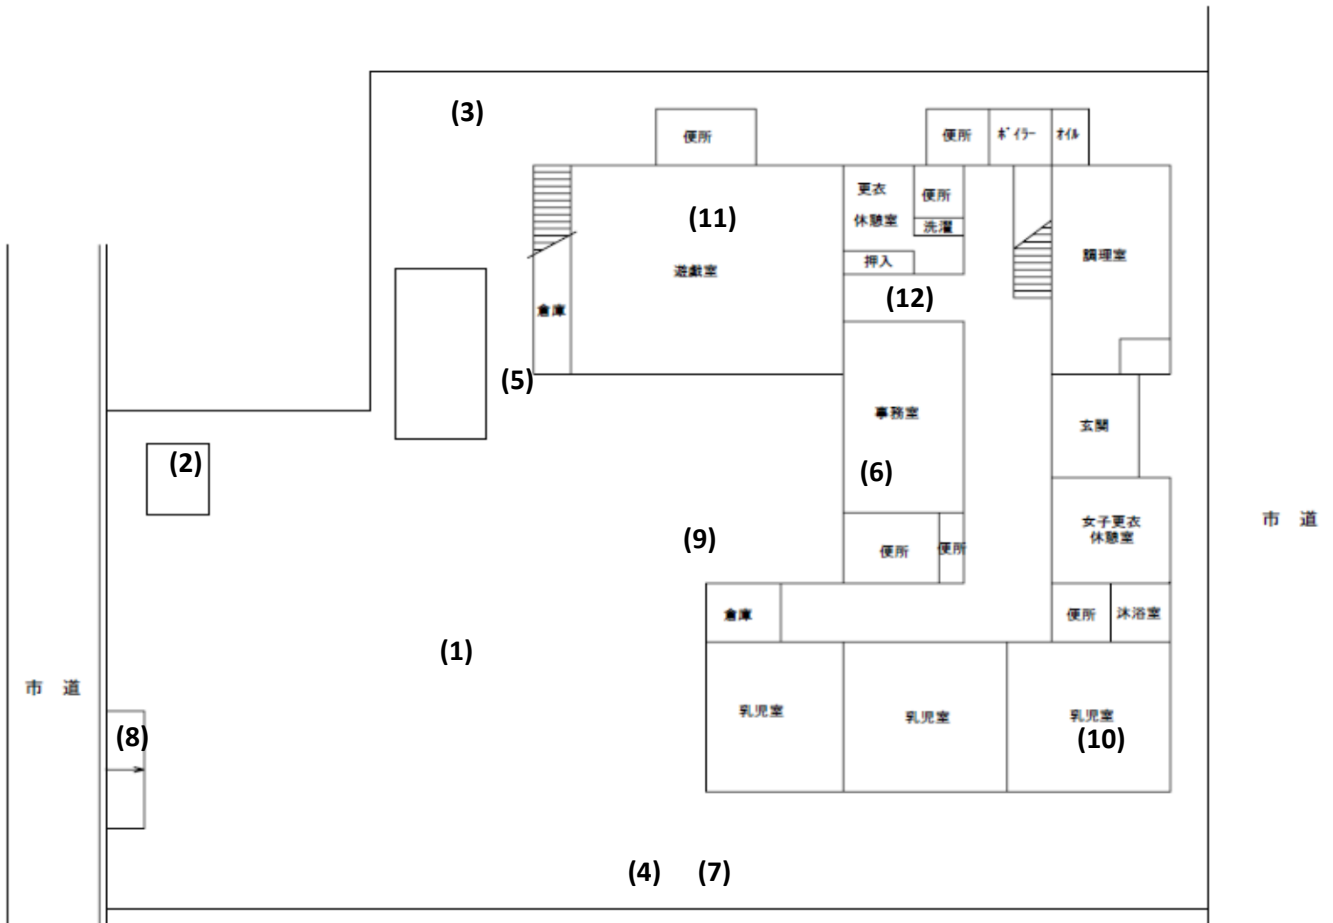 (3)
便所
便所
ﾎﾞｲﾗｰ
ｵｲﾙ
更衣
休憩室
便所
洗濯
押入
(11)
遊戯室
調理室
(12)
倉庫
(5)
事務室
(6)
玄関
(2)
女子更衣
休憩室
市 道
(9)
便所
便所
倉庫
便所
沐浴室
(1)
市 道
乳児室
乳児室
乳児室
(10)
(8)
(4)
(7)